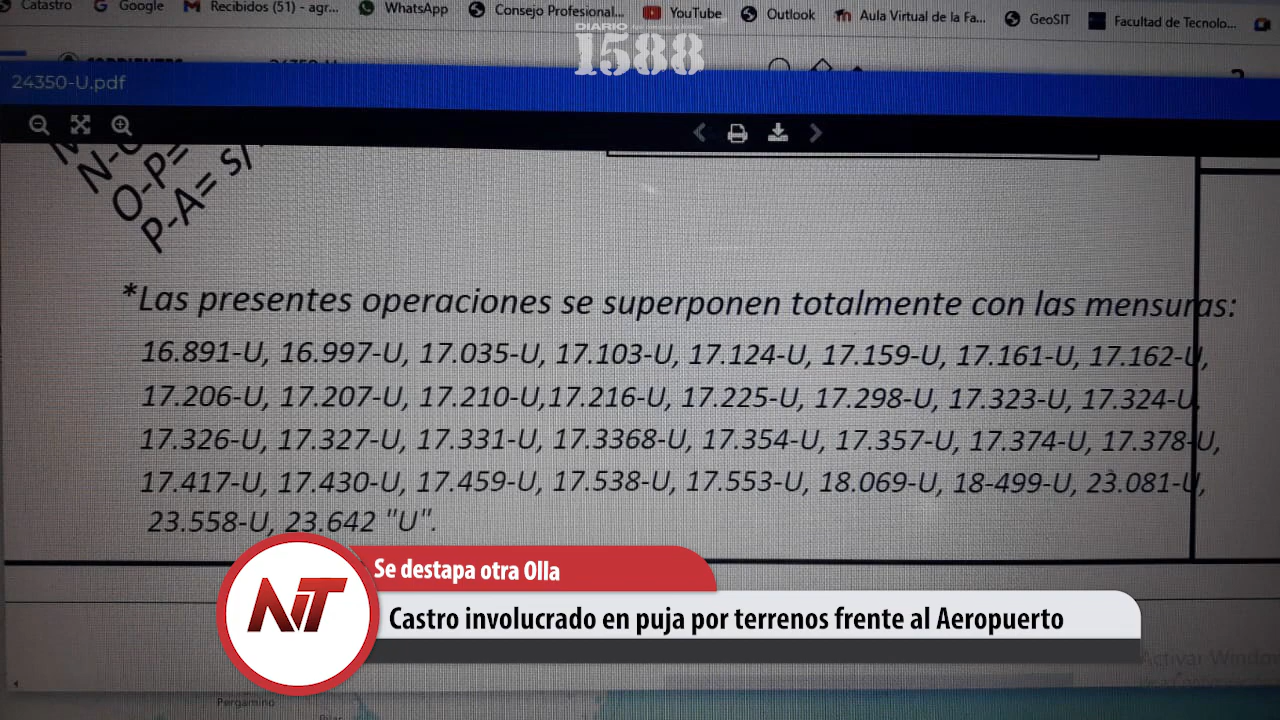 Catastro Google Recibidos (51) - agr... WhatsApp Consejo Profesional... YouTube Outlook Aula Virtual de la Fa... GeoSIT Facultad de Tecnolo...
DIARIO
1588
24350-U.pdf
N-O
O-P=
P-A= s/
*Las presentes operaciones se superponen totalmente con las mensuras:
16.891-U, 16.997-U, 17.035-U, 17.103-U, 17.124-U, 17.159-U, 17.161-U, 17.162-U,
17.206-U, 17.207-U, 17.210-U,17.216-U, 17.225-U, 17.298-U, 17.323-U, 17.324-U,
17.326-U, 17.327-U, 17.331-U, 17.3368-U, 17.354-U, 17.357-U, 17.374-U, 17.378-U,
17.417-U, 17.430-U, 17.459-U, 17.538-U, 17.553-U, 18.069-U, 18-499-U, 23.081-U,
23.558-U, 23.642 "U".
NiT
Se destapa otra Olla
Castro involucrado en puja por terrenos frente al Aeropuerto
Activar Window
Pergamino